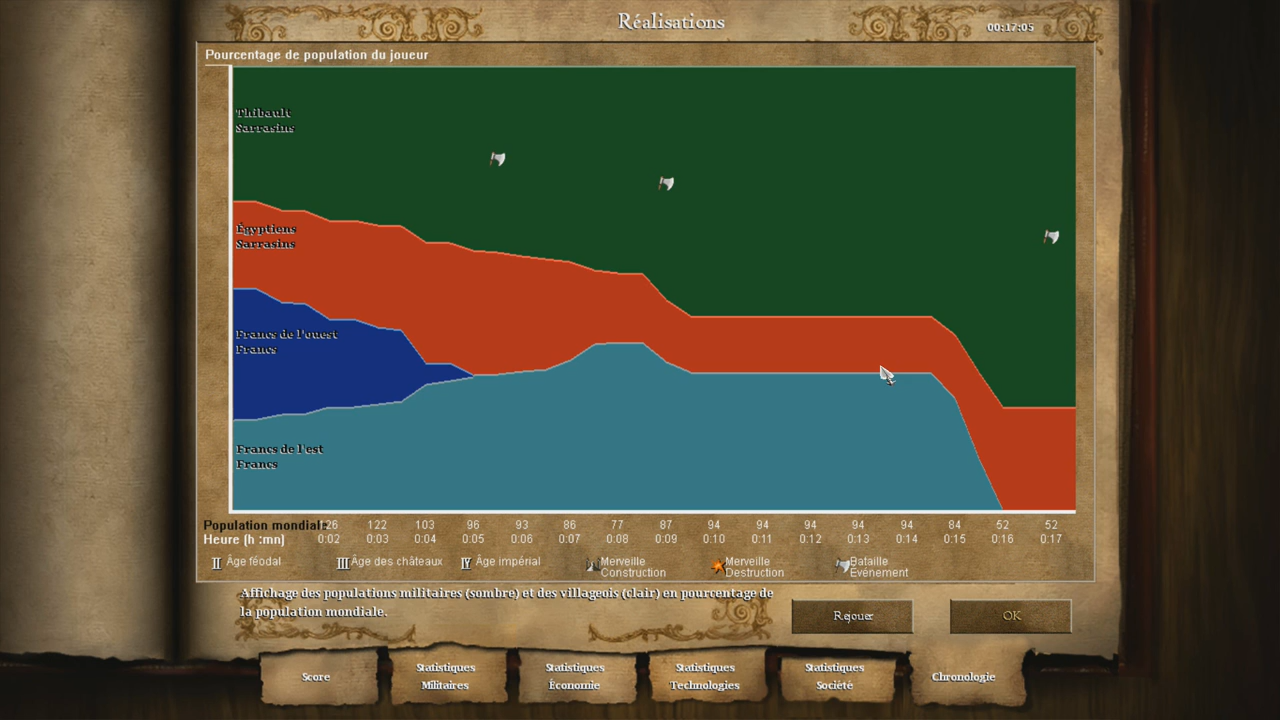 Réalisations
00:17:05
Pourcentage de population du joueur
Thibault
Sarrasins
Égyptiens
Sarrasins
Francs de l'ouest
Francs
Francs de l'est
Francs
Population mondiale 126 122 103 96 93 86 77 87 94 94 94 94 94 84 52 52
Heure (h :mn) 0:02 0:03 0:04 0:05 0:06 0:07 0:08 0:09 0:10 0:11 0:12 0:13 0:14 0:15 0:16 0:17
II Âge féodal III Âge des châteaux IV Âge impérial Merveille Merveille Bataille
Construction Destruction Evénement
Affichage des populations militaires (sombre) et des villageois (clair) en pourcentage de
la population mondiale.
Rejouer OK
Score
Statistiques
Militaires
Statistiques
Économie
Statistiques
Technologies
Statistiques
Société
Chronologie